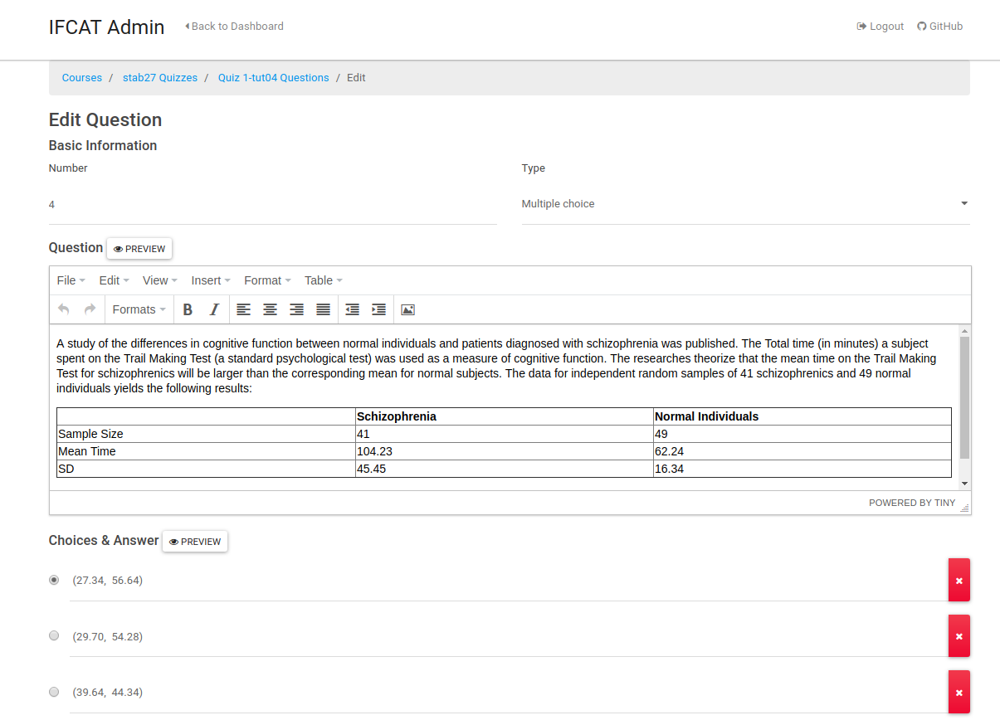 IFCAT Admin Back to Dashboard Logout GitHub
Courses / stab27 Quizzes / Quiz 1-tut04 Questions / Edit
Edit Question
Basic Information
Number Type
4 Multiple choice
Question PREVIEW
File Edit View Insert Format Table
Formats B I
A study of the differences in cognitive function between normal individuals and patients diagnosed with schizophrenia was published. The Total time (in minutes) a subject
spent on the Trail Making Test (a standard psychological test) was used as a measure of cognitive function. The researches theorize that the mean time on the Trail Making
Test for schizophrenics will be larger than the corresponding mean for normal subjects. The data for independent random samples of 41 schizophrenics and 49 normal
individuals yields the following results:
Schizophrenia Normal Individuals
Sample Size 41 49
Mean Time 104.23 62.24
SD 45.45 16.34
POWERED BY TINY
Choices & Answer PREVIEW
(27.34, 56.64)
(29.70, 54.28)
(39.64, 44.34)